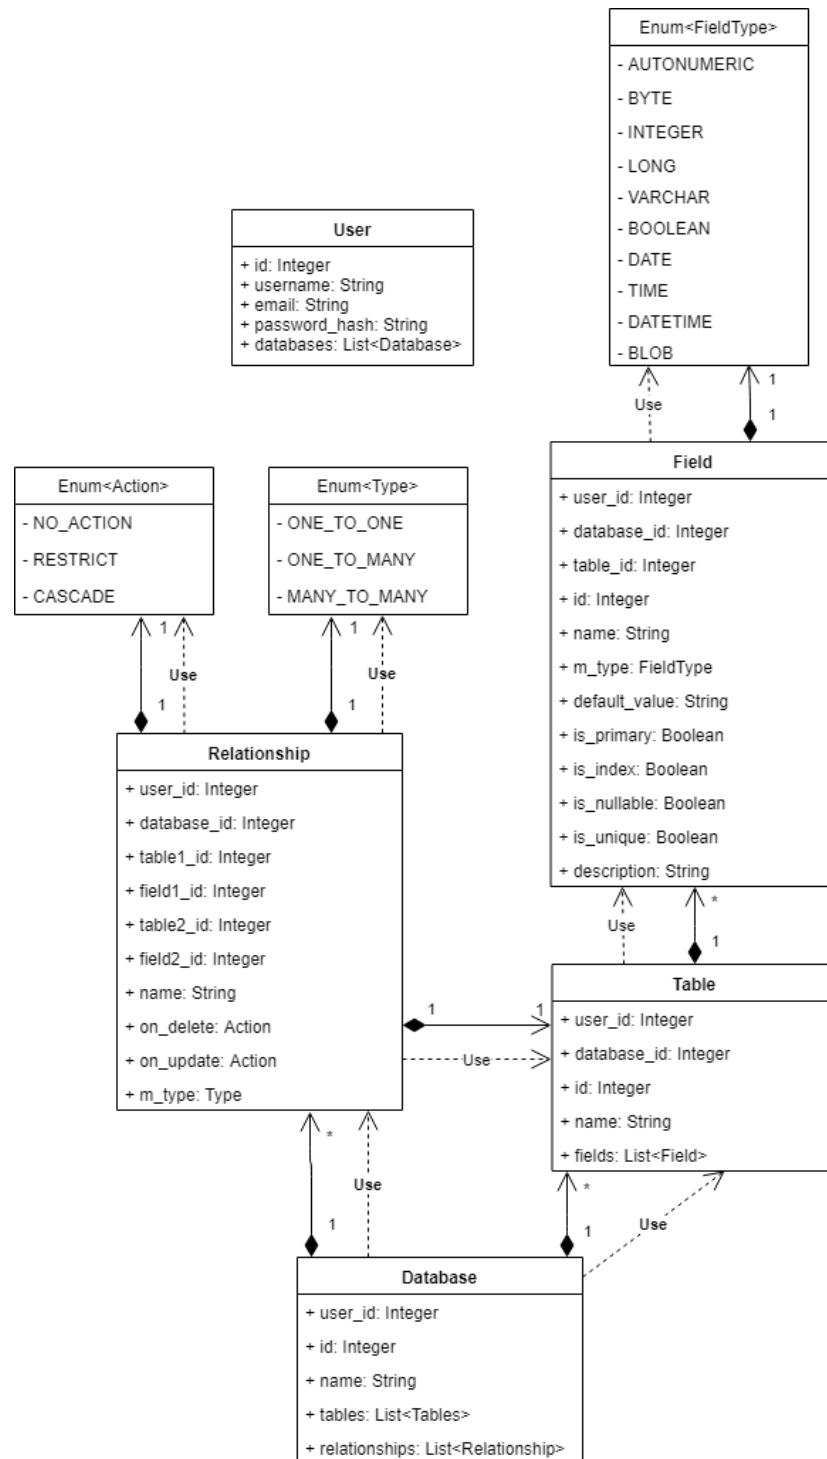 Enum<FieldType>
- AUTONUMERIC
- BYTE
- INTEGER
- LONG
- VARCHAR
- BOOLEAN
- DATE
- TIME
- DATETIME
- BLOB
User
+ id: Integer
+ username: String
+ email: String
+ password_hash: String
+ databases: List<Database>
1
Use
1
Field
+ user_id: Integer
+ database_id: Integer
+ table_id: Integer
+ id: Integer
+ name: String
+ m_type: FieldType
+ default_value: String
+ is_primary: Boolean
+ is_index: Boolean
+ is_nullable: Boolean
+ is_unique: Boolean
+ description: String
Enum<Action>
- NO_ACTION
- RESTRICT
- CASCADE
Enum<Type>
- ONE_TO_ONE
- ONE_TO_MANY
- MANY_TO_MANY
1
Use
1
1
Use
1
Relationship
+ user_id: Integer
+ database_id: Integer
+ table1_id: Integer
+ field1_id: Integer
+ table2_id: Integer
+ field2_id: Integer
+ name: String
+ on_delete: Action
+ on_update: Action
+ m_type: Type
*
Use
1
Table
+ user_id: Integer
+ database_id: Integer
+ id: Integer
+ name: String
+ fields: List<Field>
1
1
Use
*
Use
1
*
Use
1
Database
+ user_id: Integer
+ id: Integer
+ name: String
+ tables: List<Tables>
+ relationships: List<Relationship>